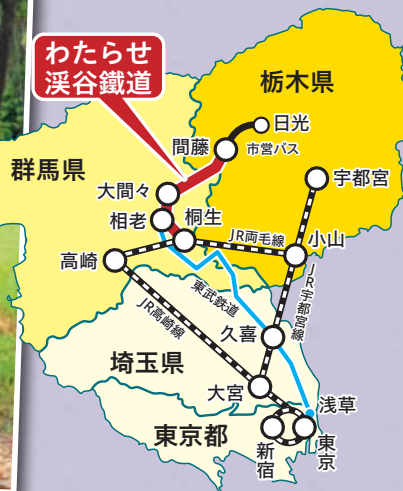 わたらせ
渓谷鐵道
栃木県
日光
間藤
市営バス
群馬県
大間々
宇都宮
相老
桐生
JR両毛線
小山
高崎
東武鉄道
JR宇都宮線
JR高崎線
久喜
埼玉県
大宮
浅草
東京都
新宿
東京